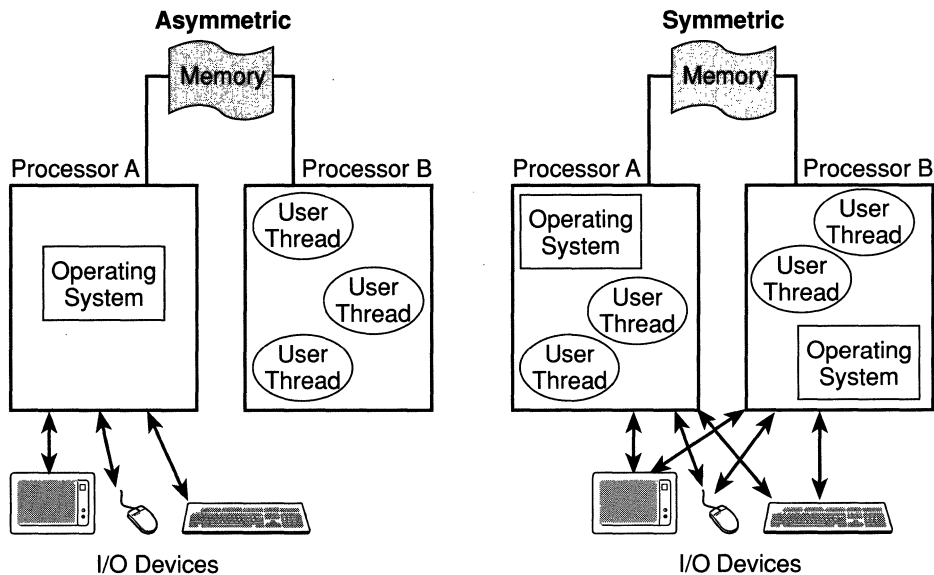 Asymmetric
Memory
Processor A
Processor B
Operating
System
User
Thread
User
Thread
User
Thread
I/O Devices
Symmetric
Memory
Processor A
Processor B
Operating
System
User
Thread
User
Thread
User
Thread
User
Thread
Operating
System
I/O Devices